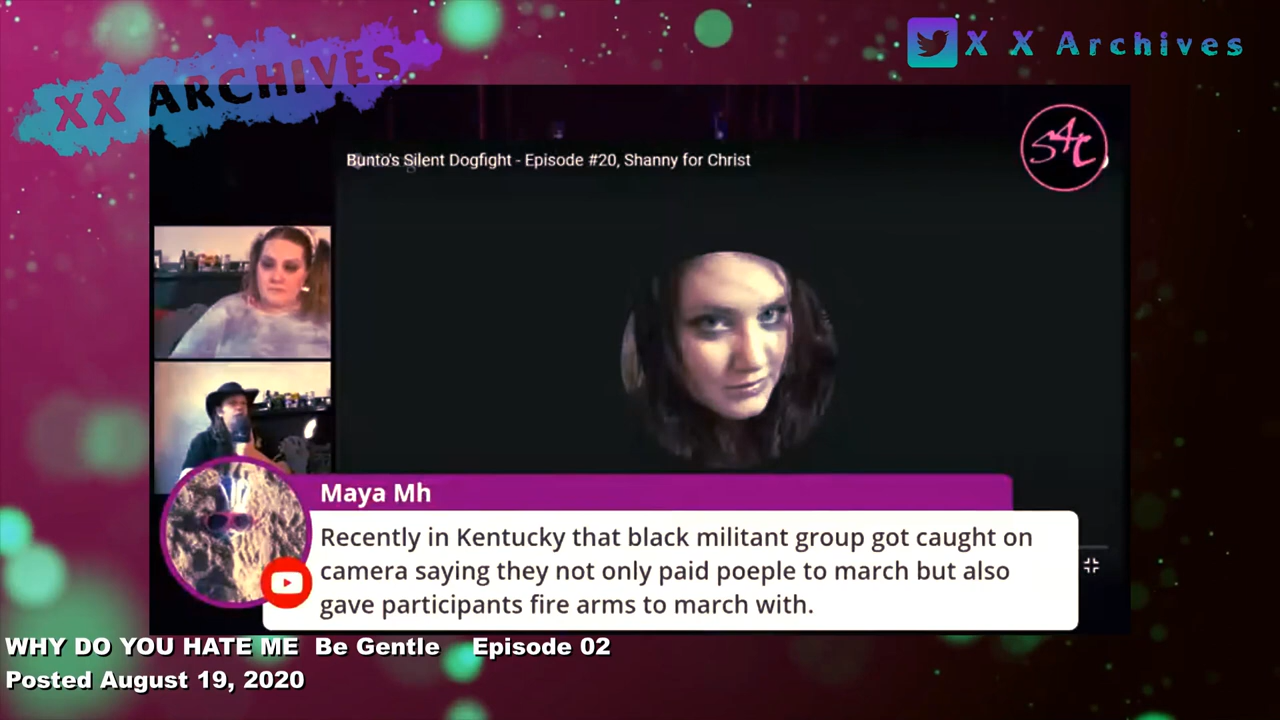 XX ARCHIVES
X X Archives
S4C
Bunto's Silent Dogfight - Episode #20, Shanny for Christ
Maya Mh
Recently in Kentucky that black militant group got caught on
camera saying they not only paid poeple to march but also
gave participants fire arms to march with.
WHY DO YOU HATE ME Be Gentle Episode 02
Posted August 19, 2020